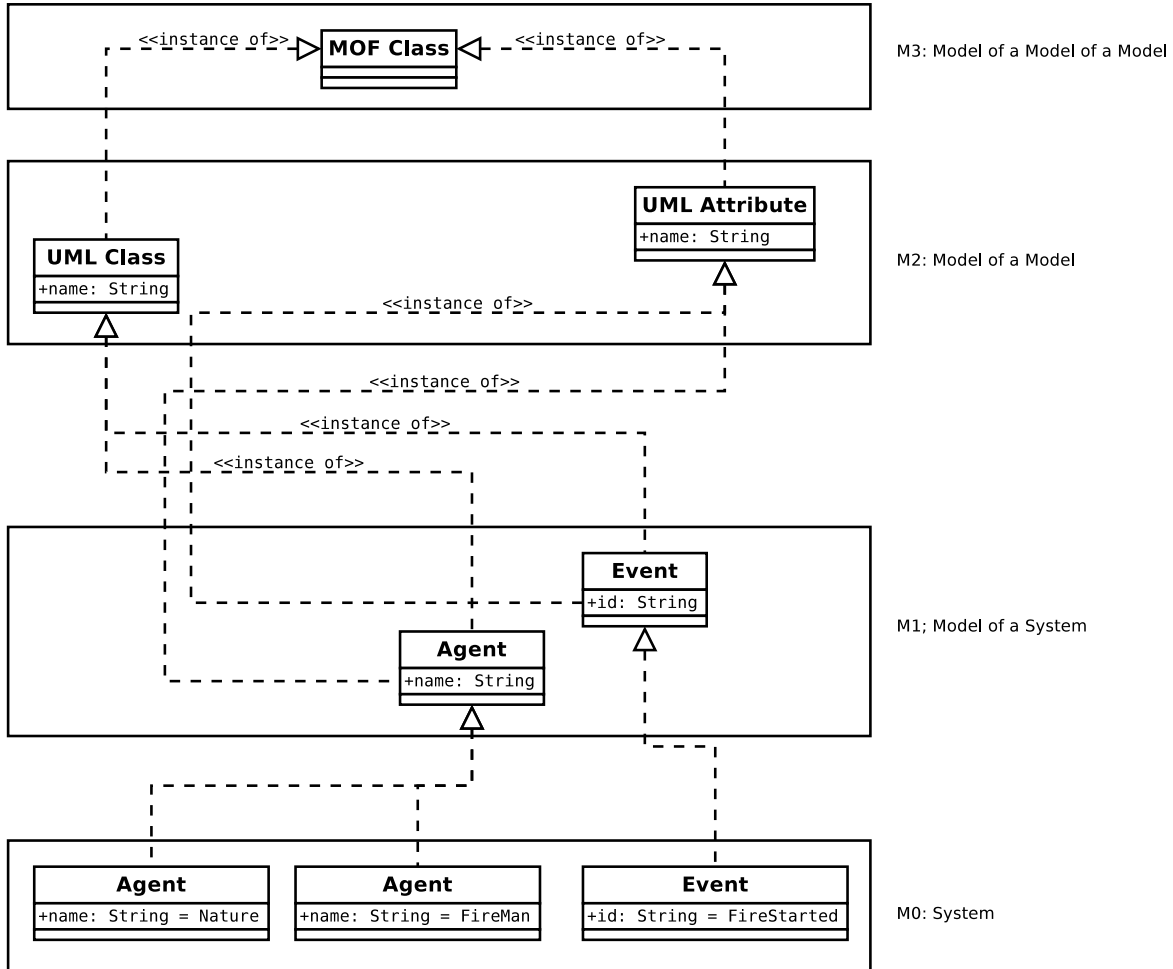 <<instance of>>
MOF Class
<<instance of>>
M3: Model of a Model of a Model
UML Attribute
+name: String
UML Class
+name: String
M2: Model of a Model
<<instance of>>
<<instance of>>
<<instance of>>
<<instance of>>
Event
+id: String
M1; Model of a System
Agent
+name: String
Agent
+name: String = Nature
Agent
+name: String = FireMan
Event
+id: String = FireStarted
M0: System